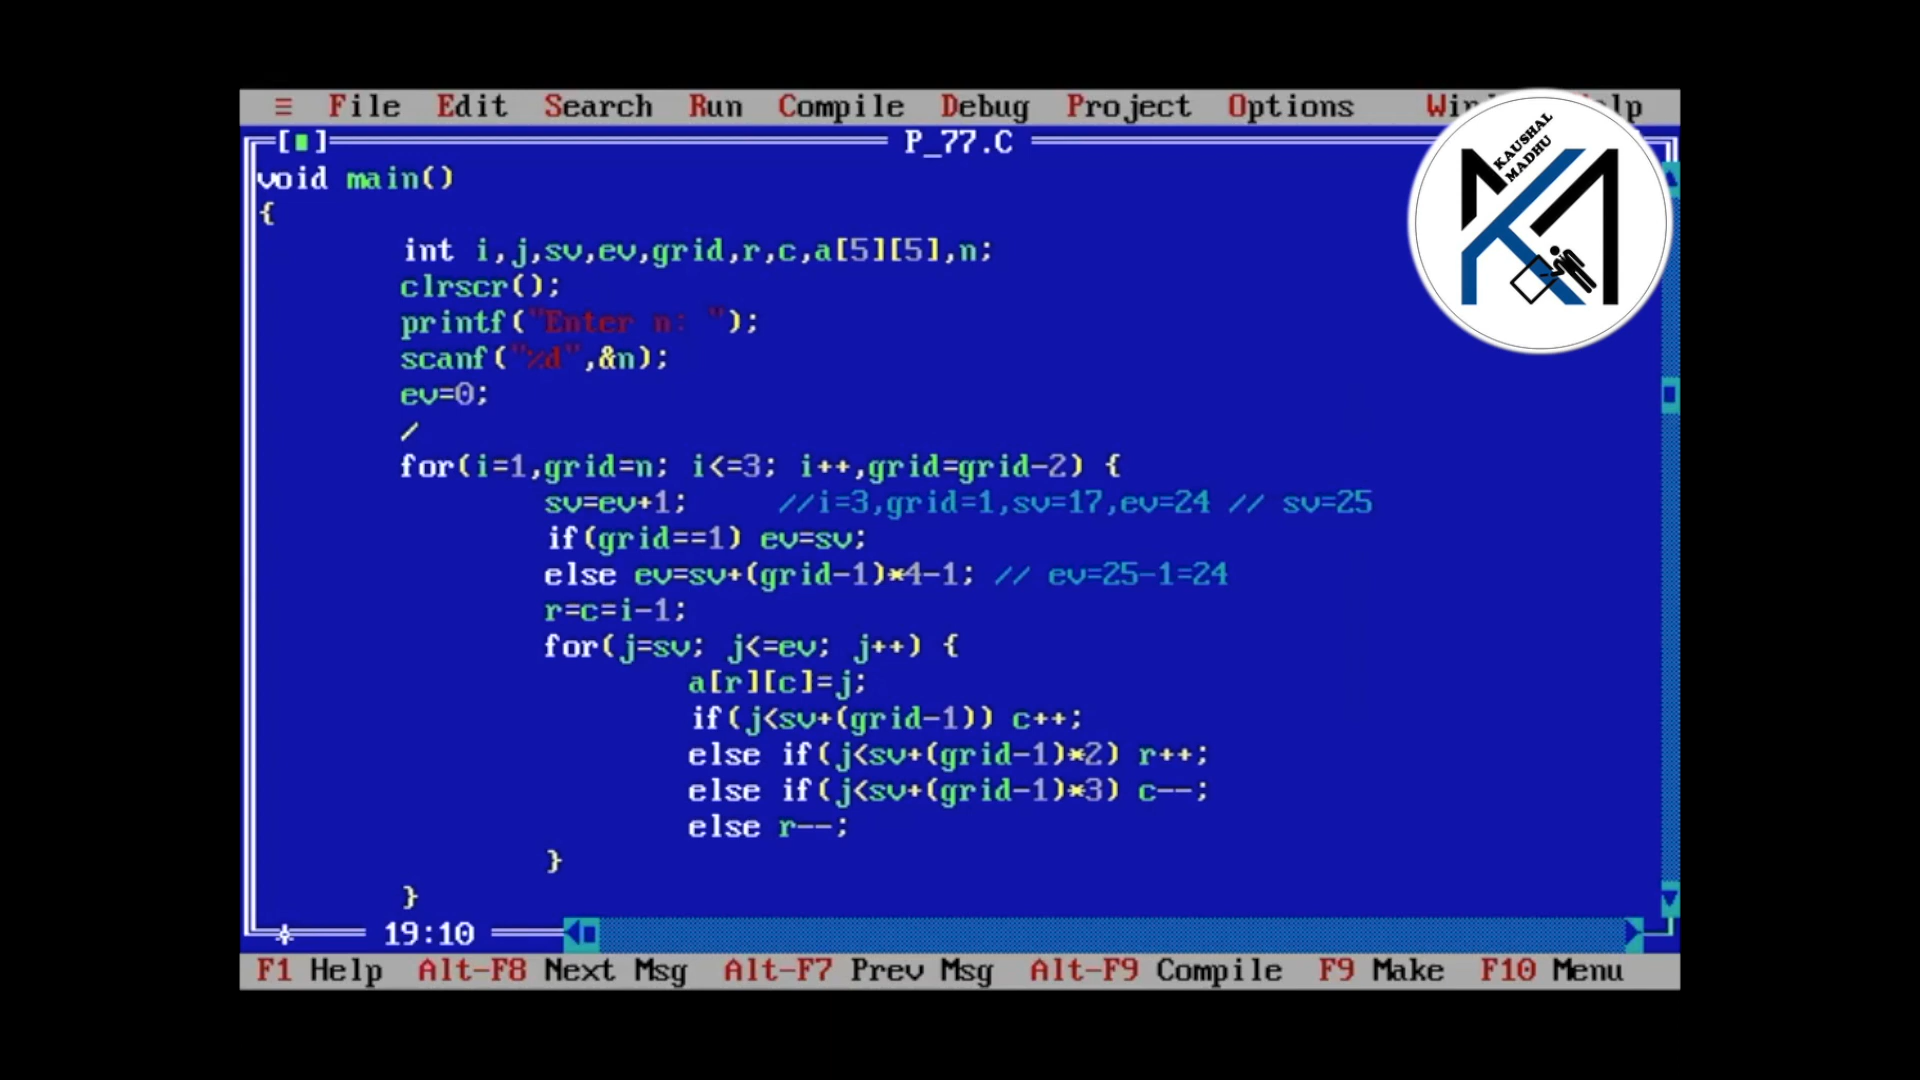 ≡ File Edit Search Run Compile Debug Project Options
[■] P_77.C
void main()
{
int i,j,sv,ev,grid,r,c,a[5][5],n;
clrscr();
printf("Enter n: ");
scanf("%d",&n);
ev=0;
/
for(i=1,grid=n; i<=3; i++,grid=grid-2) {
sv=ev+1; //i=3,grid=1,sv=17,ev=24 // sv=25
if(grid==1) ev=sv;
else ev=sv+(grid-1)*4-1; // ev=25-1=24
r=c=i-1;
for(j=sv; j<=ev; j++) {
a[r][c]=j;
if(j<sv+(grid-1)) c++;
else if(j<sv+(grid-1)*2) r++;
else if(j<sv+(grid-1)*3) c--;
else r--;
}
}
19:10
F1 Help Alt-F8 Next Msg Alt-F7 Prev Msg Alt-F9 Compile F9 Make F10 Menu
KAUSHAL
MADHU